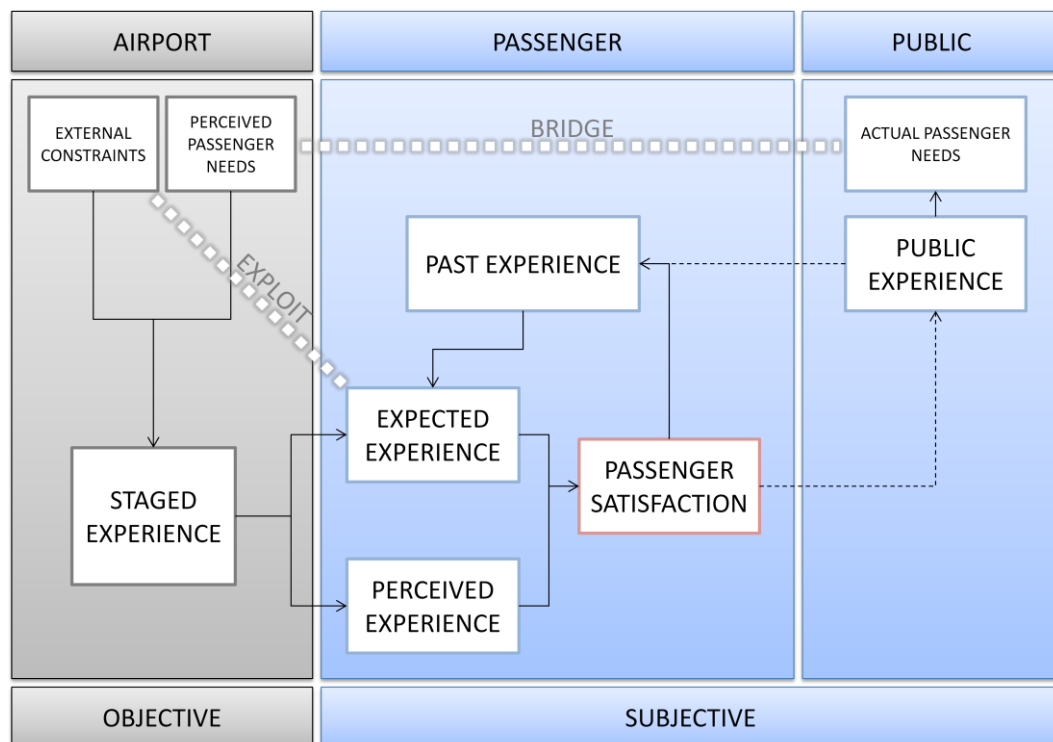 AIRPORT
PASSENGER
PUBLIC
EXTERNAL
CONSTRAINTS
PERCEIVED
PASSENGER
NEEDS
BRIDGE
ACTUAL PASSENGER
NEEDS
PAST EXPERIENCE
PUBLIC
EXPERIENCE
EXPLOIT
EXPECTED
EXPERIENCE
STAGED
EXPERIENCE
PASSENGER
SATISFACTION
PERCEIVED
EXPERIENCE
OBJECTIVE
SUBJECTIVE